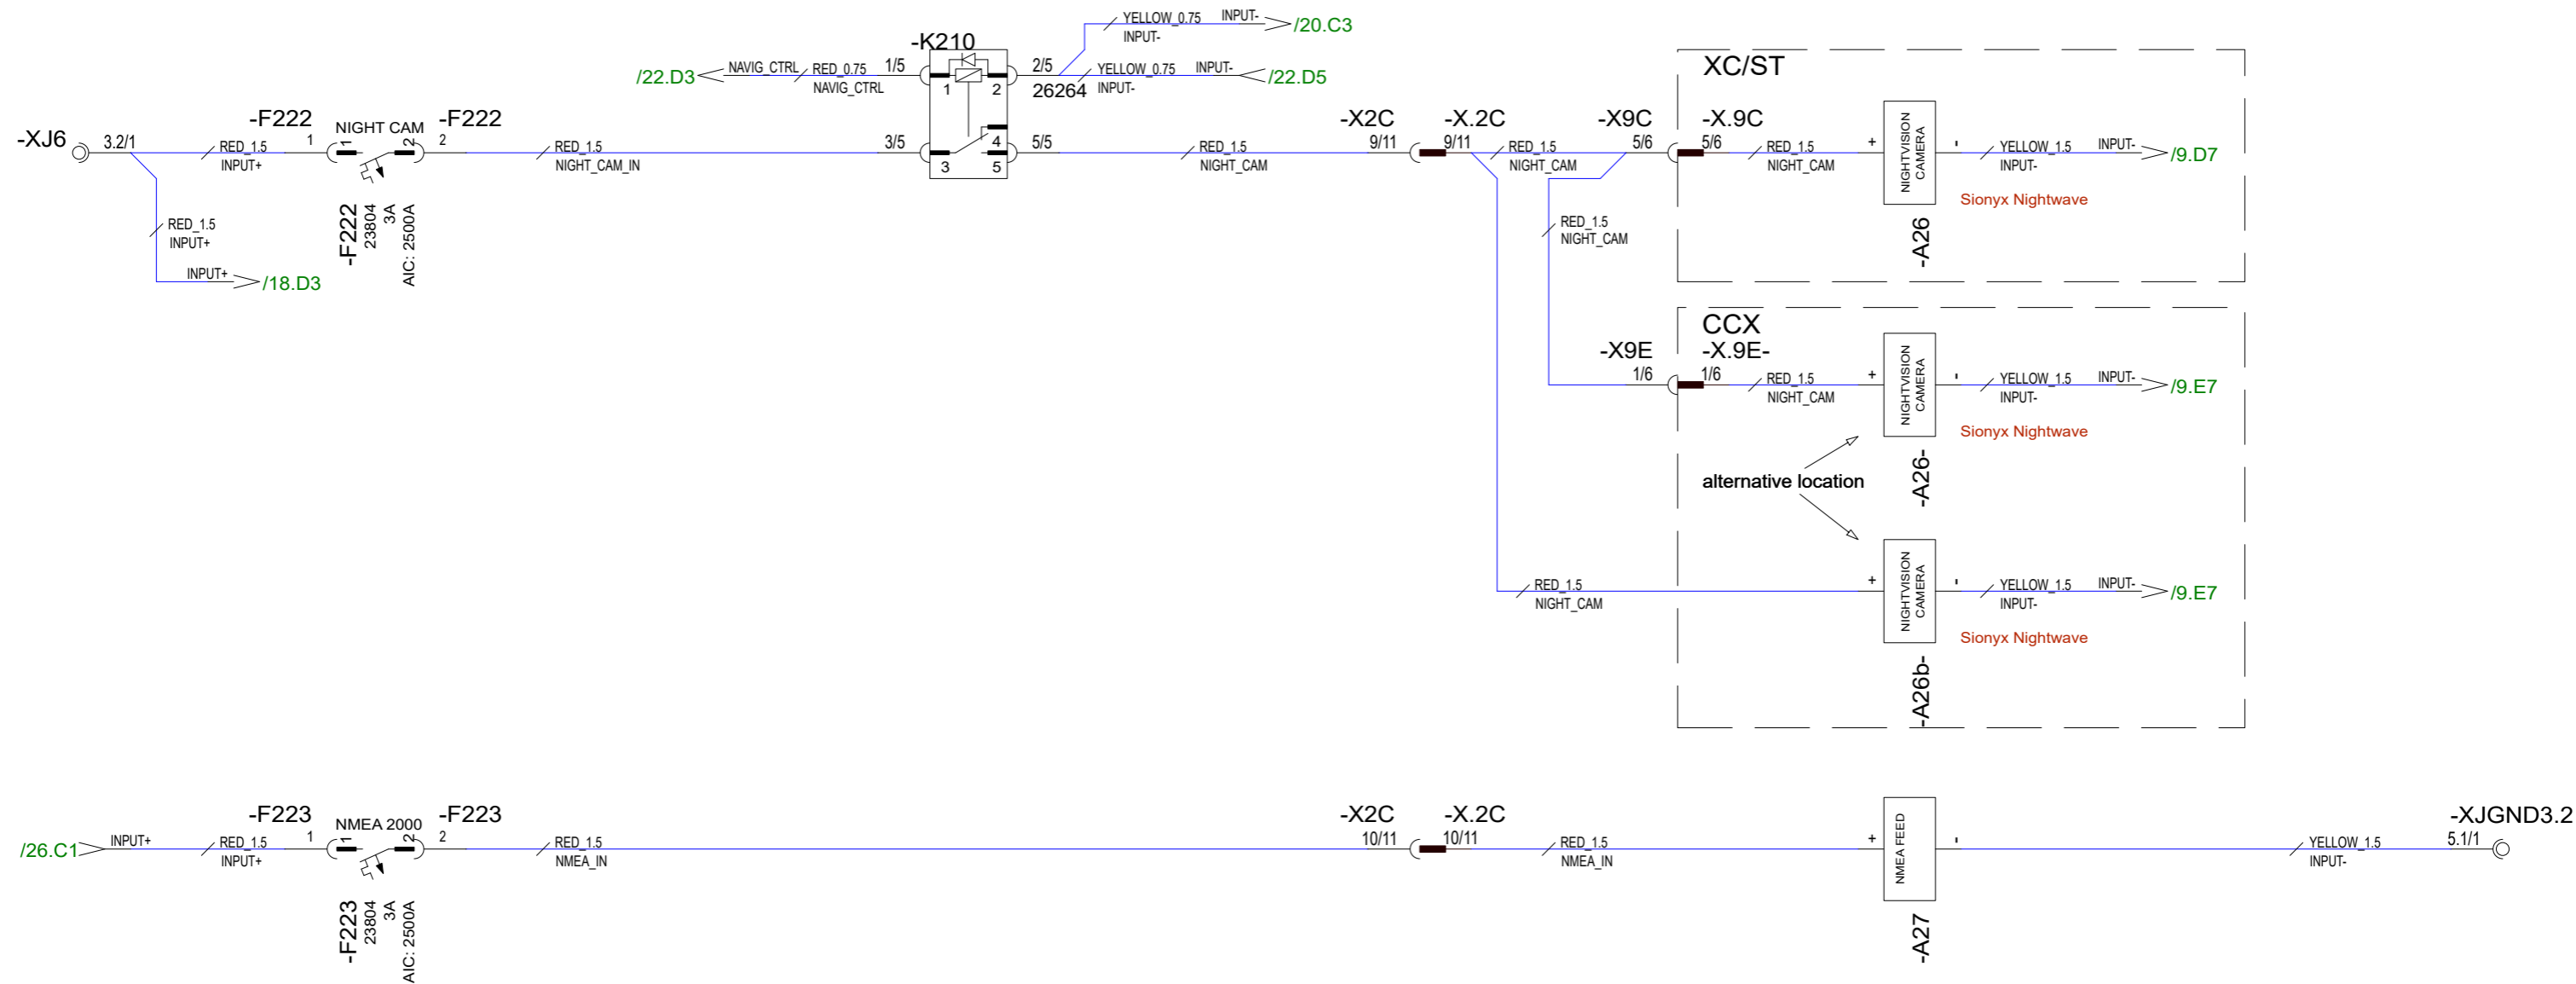 YELLOW_0.75
INPUT-
INPUT-
/20.C3
-K210
/22.D3
NAVIG_CTRL
RED_0.75
NAVIG_CTRL
1/5
1
2
2/5
26264
YELLOW_0.75
INPUT-
INPUT-
/22.D5
XC/ST
-XJ6
3.2/1
RED_1.5
INPUT+
-F222
1
NIGHT CAM
1
2
-F222
2
RED_1.5
NIGHT_CAM_IN
3/5
3
4
5
5/5
RED_1.5
NIGHT_CAM
-X2C
9/11
-X.2C
9/11
RED_1.5
NIGHT_CAM
-X9C
5/6
-X.9C
5/6
RED_1.5
NIGHT_CAM
+
NIGHTVISION
CAMERA
-
YELLOW_1.5
INPUT-
INPUT-
/9.D7
Sionyx Nightwave
-A26
RED_1.5
INPUT+
INPUT+
/18.D3
-F222
23804
3A
AIC: 2500A
RED_1.5
NIGHT_CAM
CCX
-X9E
1/6
-X.9E-
1/6
RED_1.5
NIGHT_CAM
+
NIGHTVISION
CAMERA
-
YELLOW_1.5
INPUT-
INPUT-
/9.E7
Sionyx Nightwave
-A26-
alternative location
RED_1.5
NIGHT_CAM
+
NIGHTVISION
CAMERA
-
YELLOW_1.5
INPUT-
INPUT-
/9.E7
Sionyx Nightwave
-A26b-
/26.C1
INPUT+
RED_1.5
INPUT+
-F223
1
NMEA 2000
1
2
-F223
2
RED_1.5
NMEA_IN
-X2C
10/11
-X.2C
10/11
RED_1.5
NMEA_IN
+
NMEA FEED
-
YELLOW_1.5
INPUT-
-XJGND3.2
5.1/1
-F223
23804
3A
AIC: 2500A
-A27